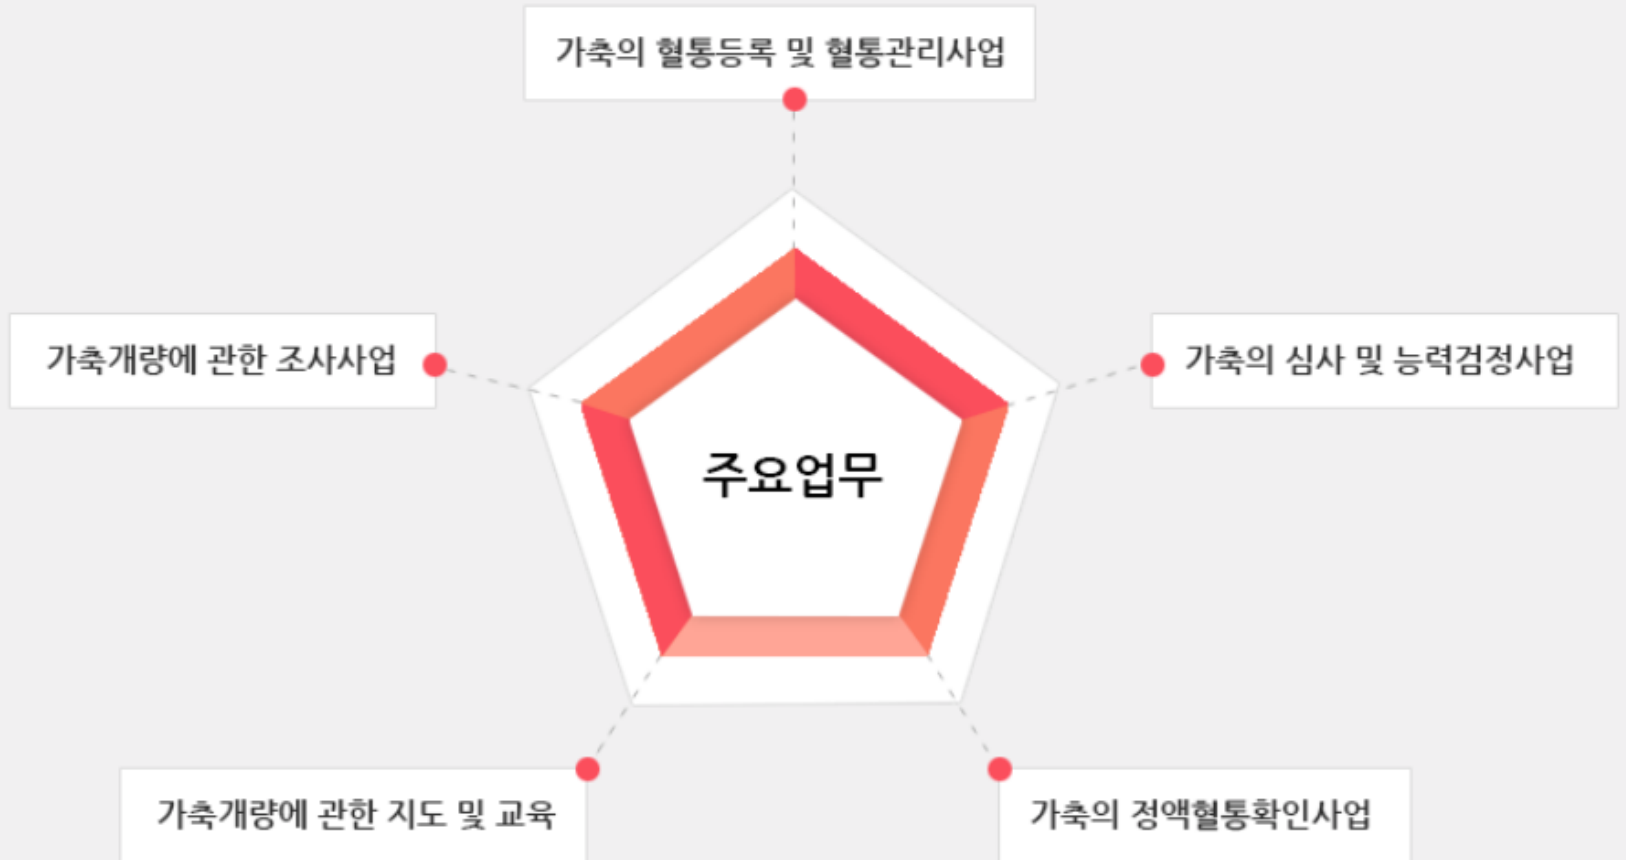 가축의 혈통등록 및 혈통관리사업
가축개량에 관한 조사사업
가축의 심사 및 능력검정사업
주요업무
가축개량에 관한 지도 및 교육
가축의 정액혈통확인사업